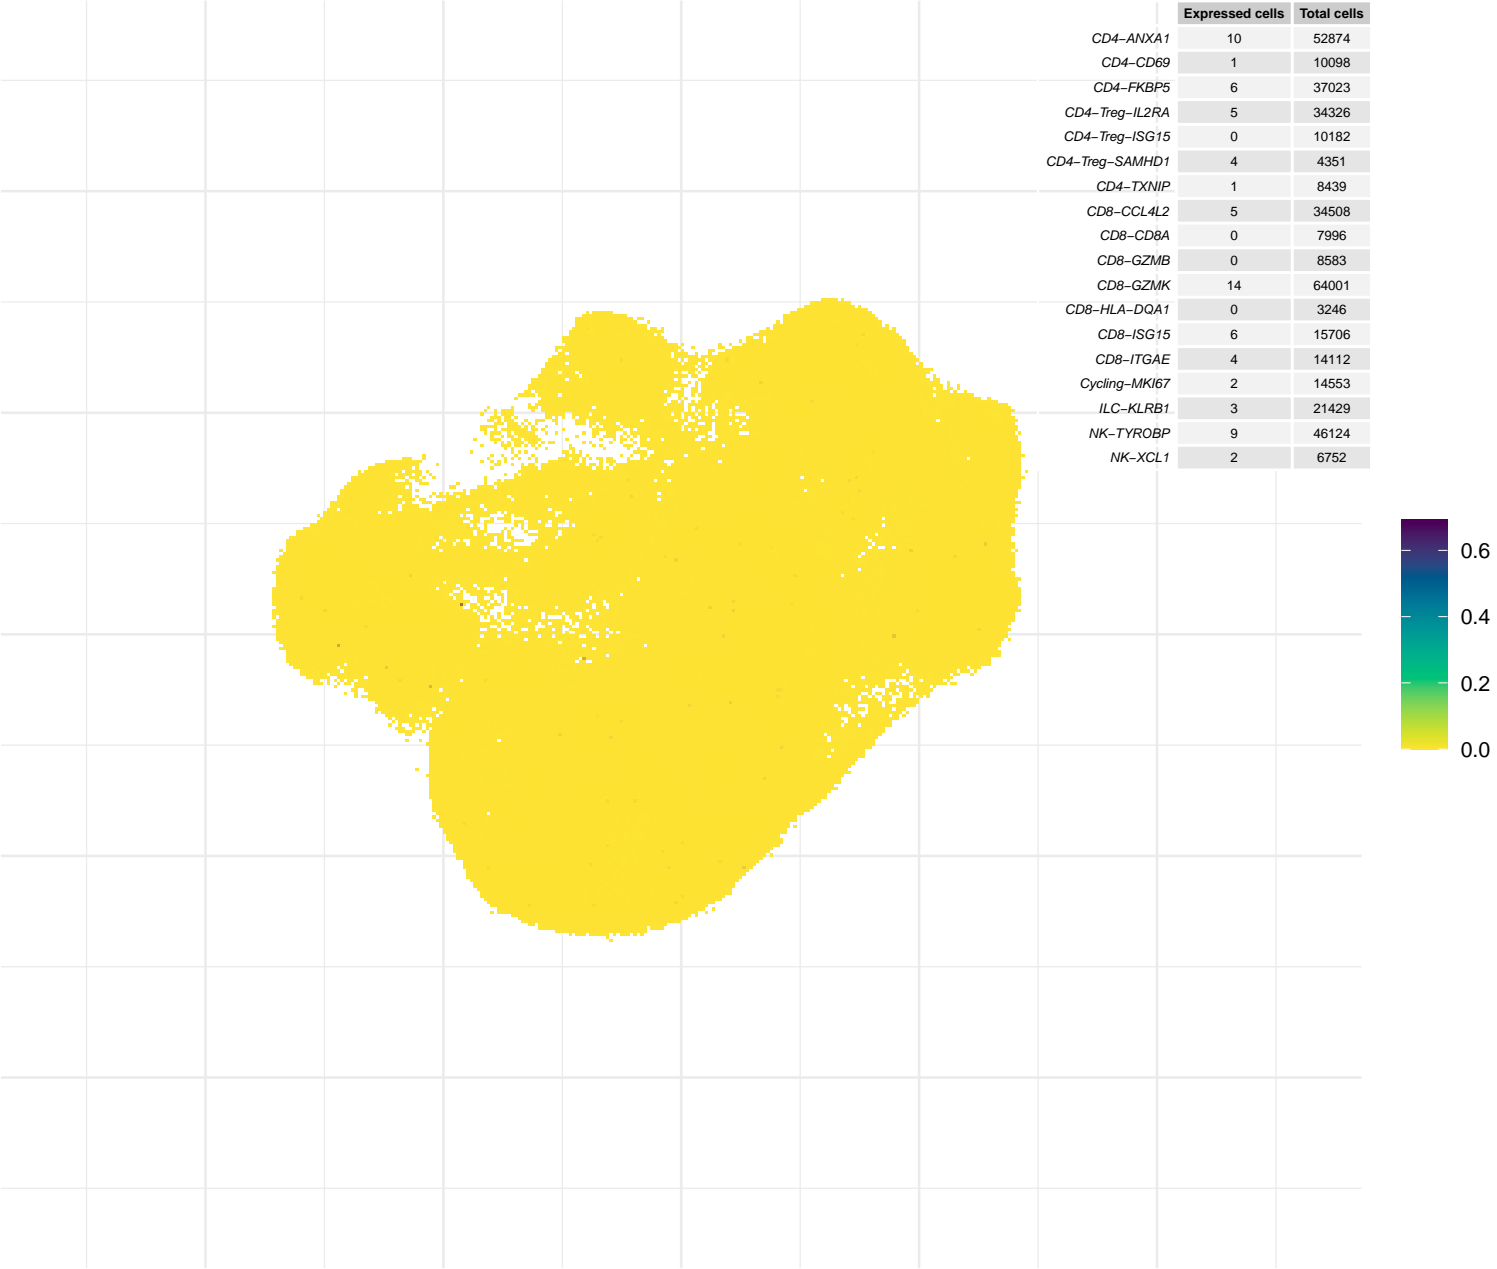 Expressed cells Total cells
CD4−ANXA1 10 52874
CD4−CD69 1 10098
CD4−FKBP5 6 37023
CD4−Treg−IL2RA 5 34326
CD4−Treg−ISG15 0 10182
CD4−Treg−SAMHD1 4 4351
CD4−TXNIP 1 8439
CD8−CCL4L2 5 34508
CD8−CD8A 0 7996
CD8−GZMB 0 8583
CD8−GZMK 14 64001
CD8−HLA−DQA1 0 3246
CD8−ISG15 6 15706
CD8−ITGAE 4 14112
Cycling−MKI67 2 14553
ILC−KLRB1 3 21429
NK−TYROBP 9 46124
NK−XCL1 2 6752
0.6
0.4
0.2
0.0